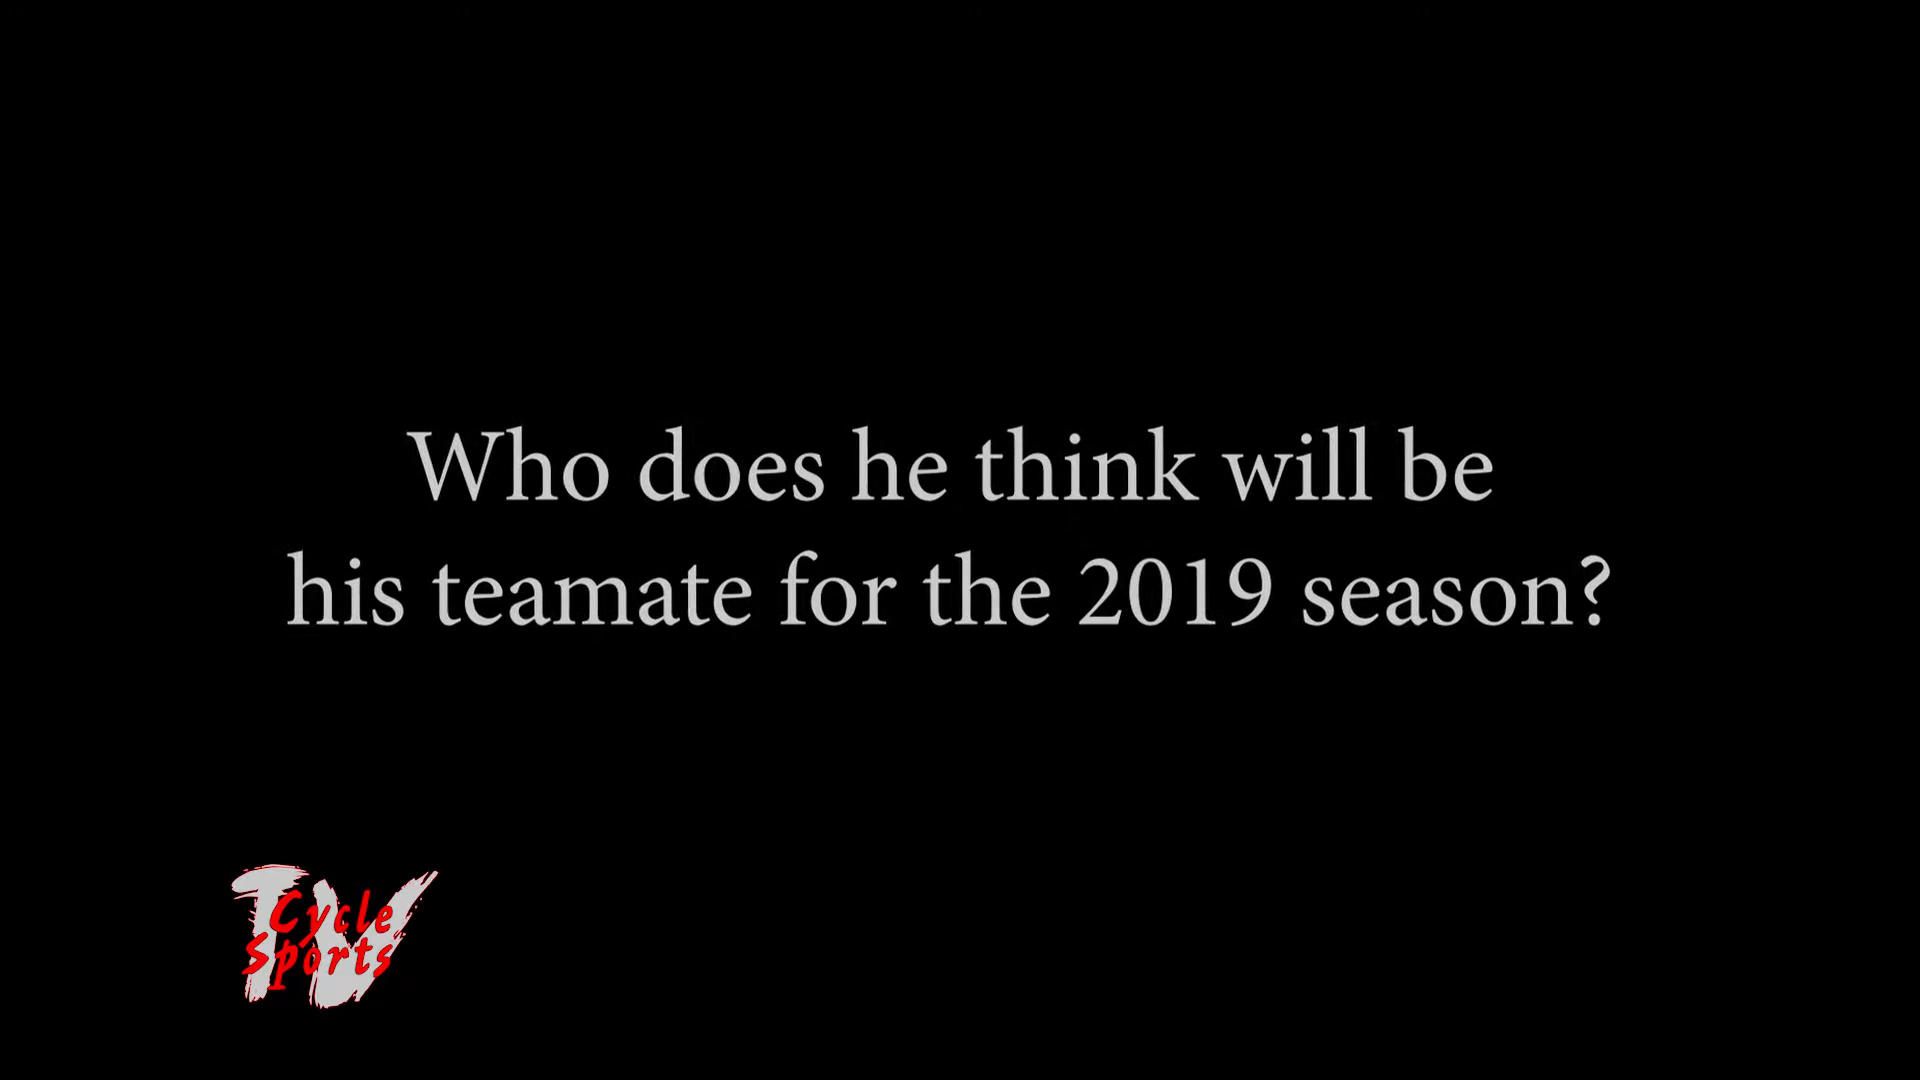 Who does he think will be
his teamate for the 2019 season?
TV
Cycle
Sports